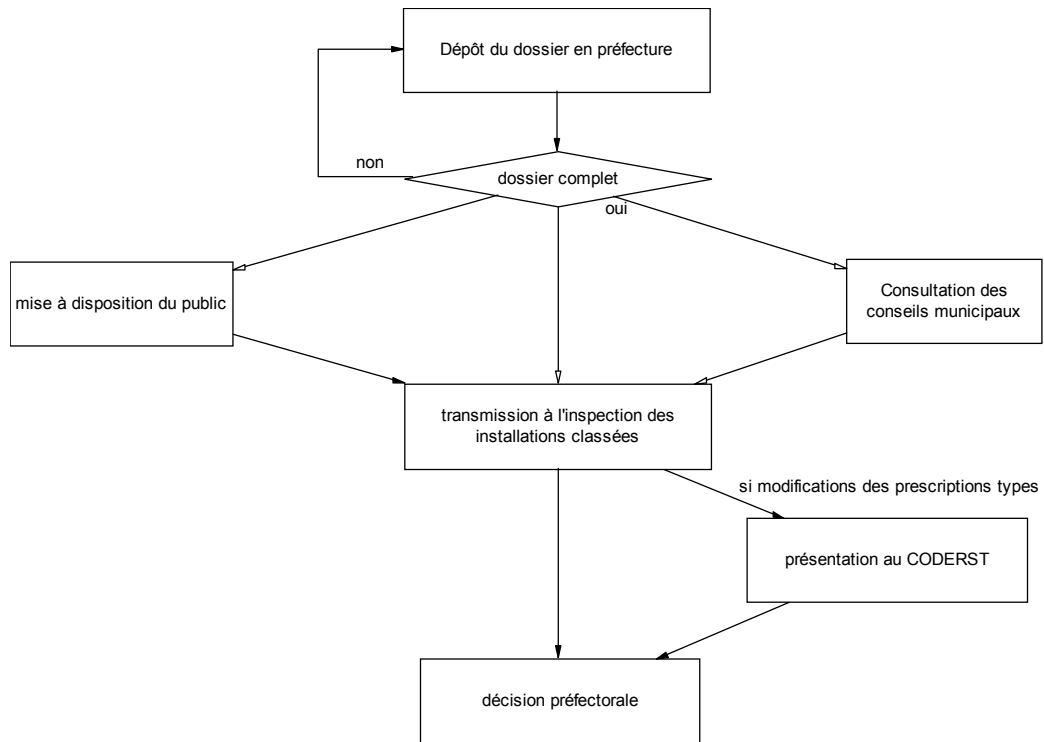 Dépôt du dossier en préfecture
non
dossier complet
oui
mise à disposition du public
Consultation des
conseils municipaux
transmission à l'inspection des
installations classées
si modifications des prescriptions types
présentation au CODERST
décision préfectorale